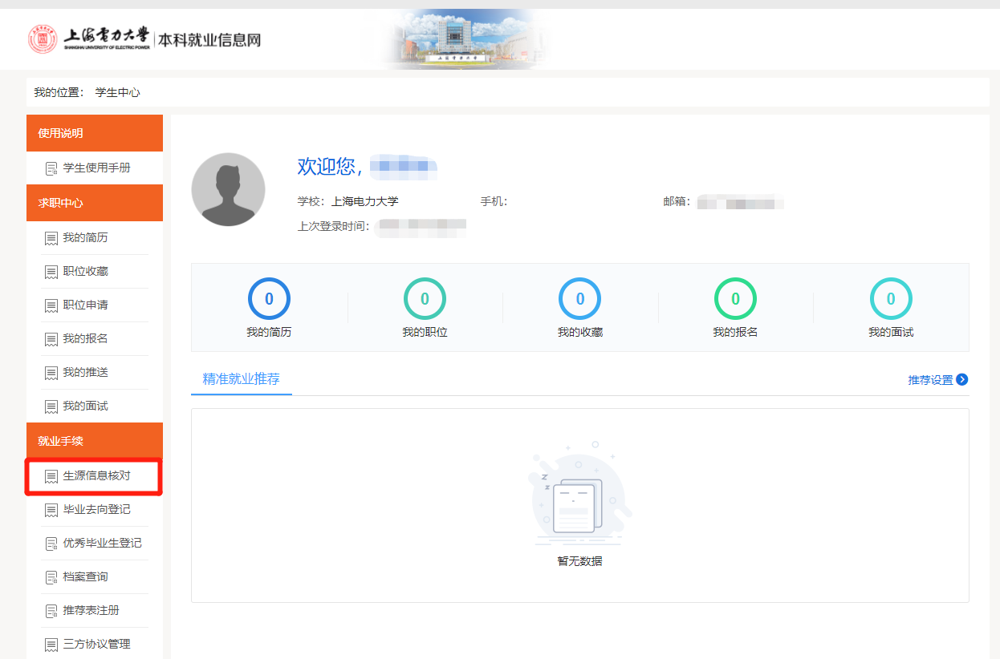 上海电力大学
SHANGHAI UNIVERSITY OF ELECTRIC POWER
本科就业信息网
上海电力大学
我的位置： 学生中心
使用说明
学生使用手册
求职中心
我的简历
职位收藏
职位申请
我的报名
我的推送
我的面试
就业手续
生源信息核对
毕业去向登记
优秀毕业生登记
档案查询
推荐表注册
三方协议管理
欢迎您，
学校： 上海电力大学 手机： 邮箱：
上次登录时间：
0 0 0 0 0
我的简历 我的职位 我的收藏 我的报名 我的面试
精准就业推荐 推荐设置
z
z
暂无数据